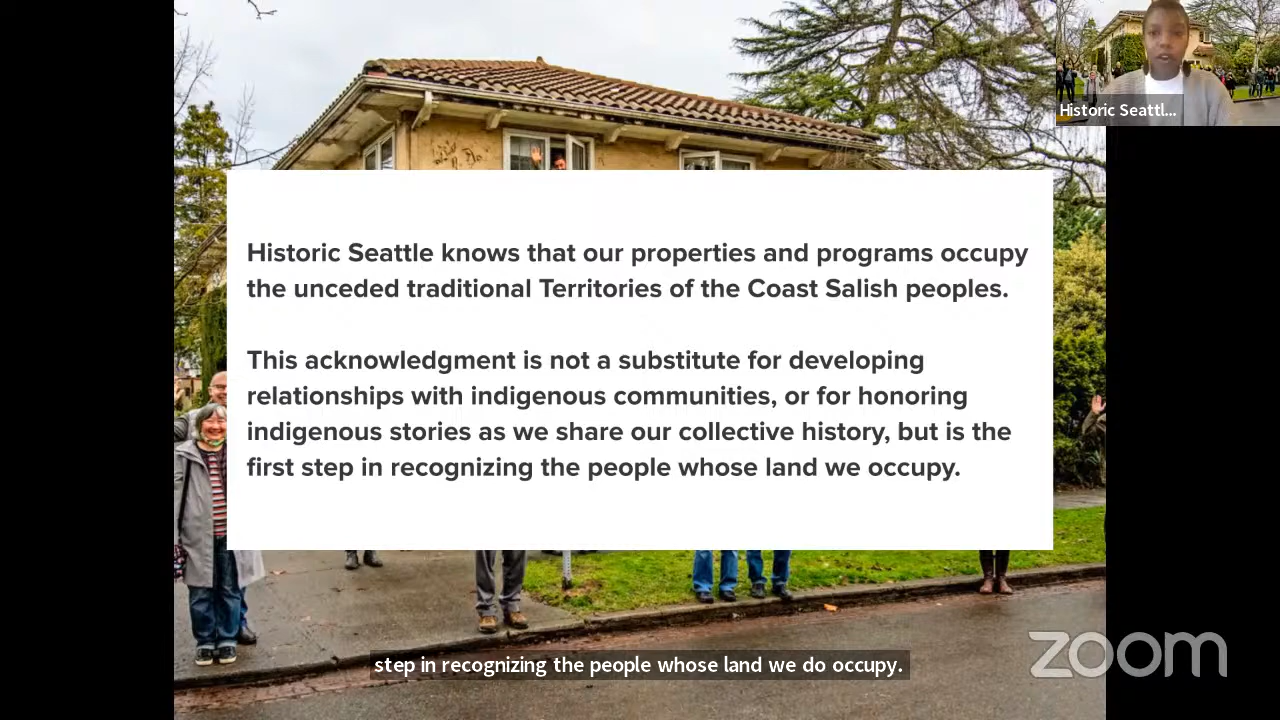 Historic Seattl...
Historic Seattle knows that our properties and programs occupy
the unceded traditional Territories of the Coast Salish peoples.
This acknowledgment is not a substitute for developing
relationships with indigenous communities, or for honoring
indigenous stories as we share our collective history, but is the
first step in recognizing the people whose land we occupy.
step in recognizing the people whose land we do occupy.
zoom